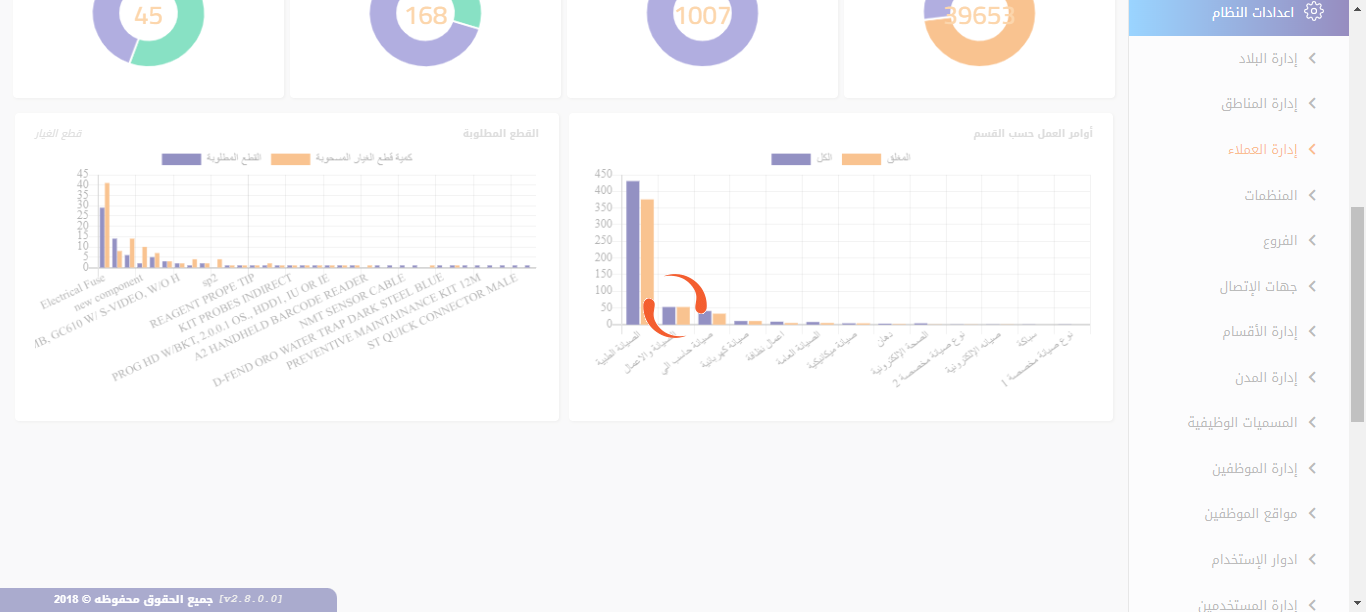 45
168
1007
39653
اعدادات النظام
إدارة البلاد
إدارة المناطق
إدارة العملاء
المنظمات
الفروع
جهات الإتصال
إدارة الأقسام
إدارة المدن
المسميات الوظيفية
إدارة الموظفين
مواقع الموظفين
ادوار الإستخدام
إدارة المستخدمين
أوامر العمل حسب القسم
الكل
المغلق
450
400
350
300
250
200
150
100
50
0
الصيانة الطبية
الصيانة والاتصال
صيانة حاسب الي
صيانة كهربائية
اعمال نظافة
الصيانة العامة
صيانة ميكانيكية
دهان
الصحة الإلكترونية
نوع صيانة مخصصة 2
صيانه الإلكترونية
سباكة
نوع صيانة مخصصة 1
القطع المطلوبة
قطع الغيار
القطع المطلوبة
كمية قطع الغيار المسحوبة
45
40
35
30
25
20
15
10
5
0
Electrical Fuse
new component
MB, GC610 W/ S-VIDEO, W/O H
sp2
REAGENT PROPE TIP
KIT PROBES INDIRECT
PROG HD W/BKT, 2.0.0.1 OS., HDD1, IU OR IE
A2 HANDHELD BARCODE READER
NMT SENSOR CABLE
D-FEND ORO WATER TRAP DARK STEEL BLUE
PREVENTIVE MAINTAINANCE KIT 12M
ST QUICK CONNECTOR MALE
جميع الحقوق محفوظه © 2018 [v2.8.0.0]